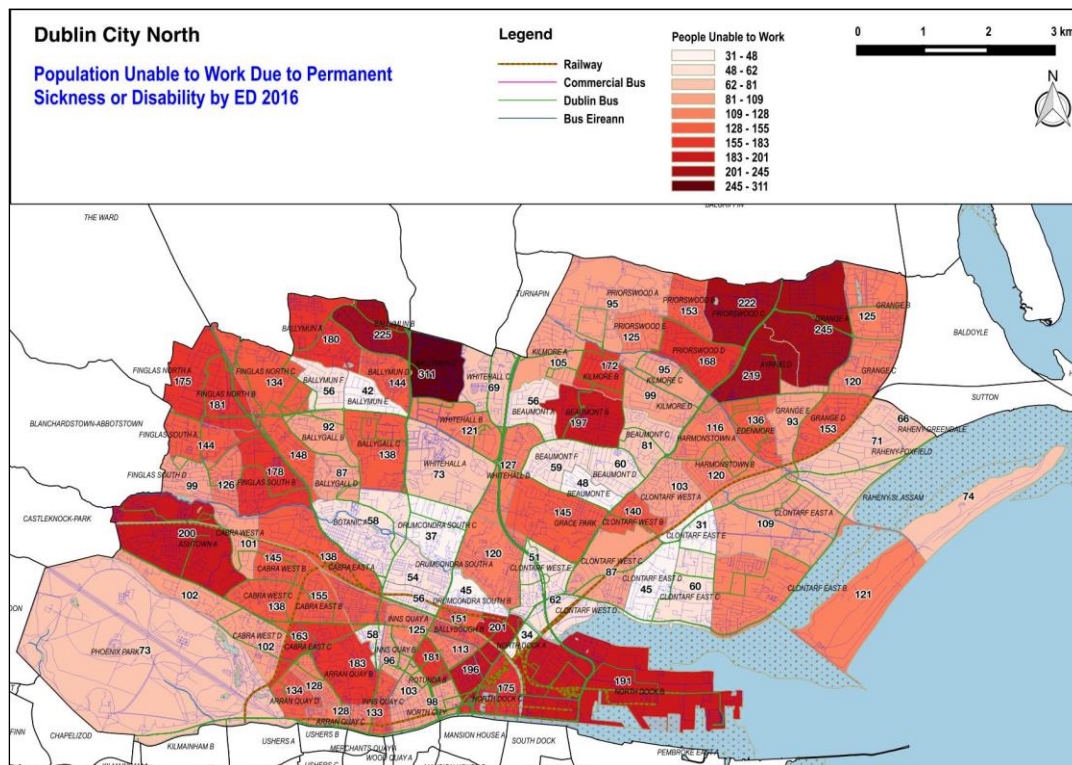 Dublin City North
Population Unable to Work Due to Permanent
Sickness or Disability by ED 2016
Legend
Railway
Commercial Bus
Dublin Bus
Bus Eireann
People Unable to Work
31 - 48
48 - 62
62 - 81
81 - 109
109 - 128
128 - 155
155 - 183
183 - 201
201 - 245
245 - 311
0 1 2 3 km
N
THE WARD
BALGRIFFIN
TURNAPIN
PRIORSWOOD A
95
PRIORSWOOD B
153
222
PRIORSWOOD C
GRANGE A
245
GRANGE B
125
BALDOYLE
BALLYMUN A
180
BALLYMUN B
225
311
PRIORSWOOD E
125
PRIORSWOOD D
168
AYRFIELD
219
GRANGE C
120
SUTTON
FINGLAS NORTH A
175
FINGLAS NORTH B
181
FINGLAS NORTH C
134
BALLYMUN F
56
42
BALLYMUN E
BALLYMUN D
144
WHITEHALL C
69
KILMORE A
105
172
KILMORE B
95
KILMORE C
99
KILMORE D
56
BEAUMONT A
BEAUMONT B
197
BLANCHARDSTOWN-ABBOTSTOWN
FINGLAS SOUTH A
144
148
92
BALLYGALL B
BALLYGALL C
138
WHITEHALL B
121
BEAUMONT C
81
116
HARMONSTOWN A
136
EDENMORE
GRANGE E
93
GRANGE D
153
66
RAHENY-GREENDALE
71
RAHENY-FOXFIELD
FINGLAS SOUTH D
99
126
178
FINGLAS SOUTH B
87
BALLYGALL D
WHITEHALL A
73
127
WHITEHALL D
BEAUMONT F
59
60
BEAUMONT D
48
BEAUMONT E
HARMONSTOWN B
120
103
CLONTARF WEST A
RAHENY-ST. ASSAM
74
CASTLEKNOCK-PARK
200
ASHTOWN A
CABRA WEST A
101
BOTANIC A
58
DRUMCONDRA SOUTH C
37
145
GRACE PARK
140
CLONTARF WEST B
31
CLONTARF EAST E
109
CLONTARF EAST A
145
CABRA WEST B
138
CABRA EAST A
120
DRUMCONDRA SOUTH A
51
CLONTARF WEST E
CLONTARF WEST C
87
CLONTARF EAST D
45
60
CLONTARF EAST C
CLONTARF EAST B
121
102
CABRA WEST C
138
155
CABRA EAST B
54
56
45
DRUMCONDRA SOUTH B
62
CLONTARF WEST D
PHOENIX PARK
73
CABRA WEST D
102
163
CABRA EAST C
58
INNS QUAY A
125
151
BALLYBOUGH B
201
34
NORTH DOCK A
183
ARRAN QUAY B
INNS QUAY B
96
181
ROTUNDA B
113
196
191
NORTH DOCK B
134
ARRAN QUAY D
128
128
ARRAN QUAY C
103
INNS QUAY C
133
98
NORTH CITY
175
NORTH DOCK C
CHAPELIZOD
KILMAINHAM B
USHERS A
USHERS B
USHERS C
MERCHANTS QUAY A
WOOD QUAY A
MANSION HOUSE A
SOUTH DOCK
PEMBROKE EAST A